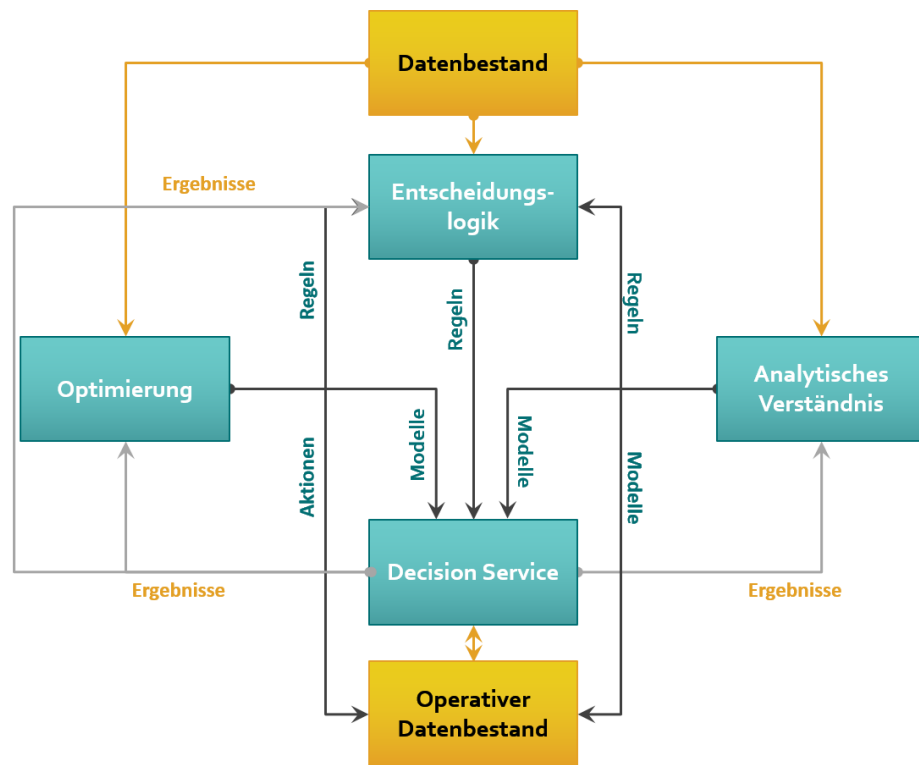 Datenbestand
Ergebnisse
Entscheidungs-
logik
Regeln
Regeln
Regeln
Optimierung
Analytisches
Verständnis
Aktionen
Modelle
Modelle
Modelle
Decision Service
Ergebnisse
Ergebnisse
Operativer
Datenbestand